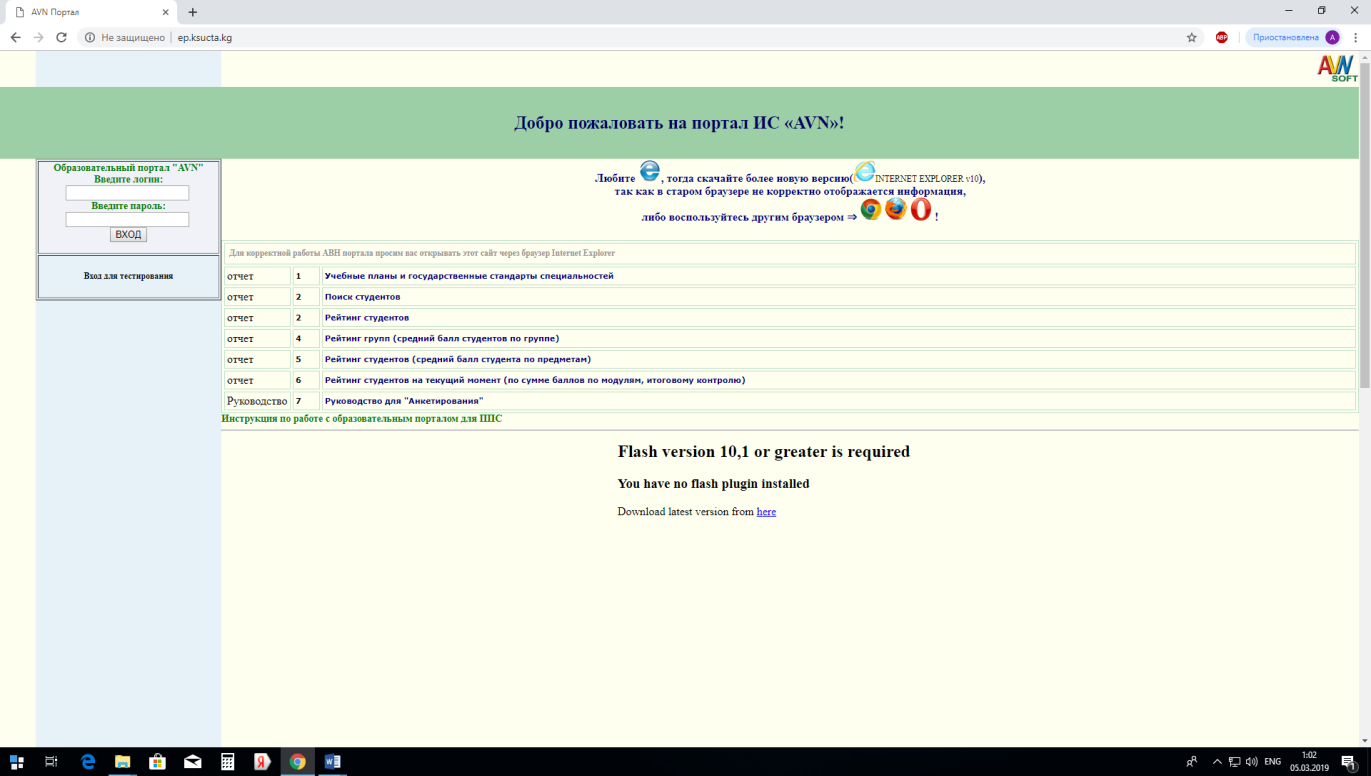 AVN Портал
Не защищено | ep.ksucta.kg
ABP
Приостановлена
A
AVN
SOFT
Добро пожаловать на портал ИС «AVN»!
Образовательный портал "AVN"
Введите логин:
Введите пароль:
ВХОД
Вход для тестирования
Любите , тогда скачайте более новую версию( INTERNET EXPLORER v10),
так как в старом браузере не корректно отображается информация,
либо воспользуйтесь другим браузером ⇒ !
Для корректной работы АВН портала просим вас открывать этот сайт через браузер Internet Explorer
отчет 1 Учебные планы и государственные стандарты специальностей
отчет 2 Поиск студентов
отчет 2 Рейтинг студентов
отчет 4 Рейтинг групп (средний балл студентов по группе)
отчет 5 Рейтинг студентов (средний балл студента по предметам)
отчет 6 Рейтинг студентов на текущий момент (по сумме баллов по модулям, итоговому контролю)
Руководство 7 Руководство для "Анкетирования"
Инструкция по работе с образовательным порталом для ППС
Flash version 10,1 or greater is required
You have no flash plugin installed
Download latest version from here
ENG
1:02
05.03.2019
1